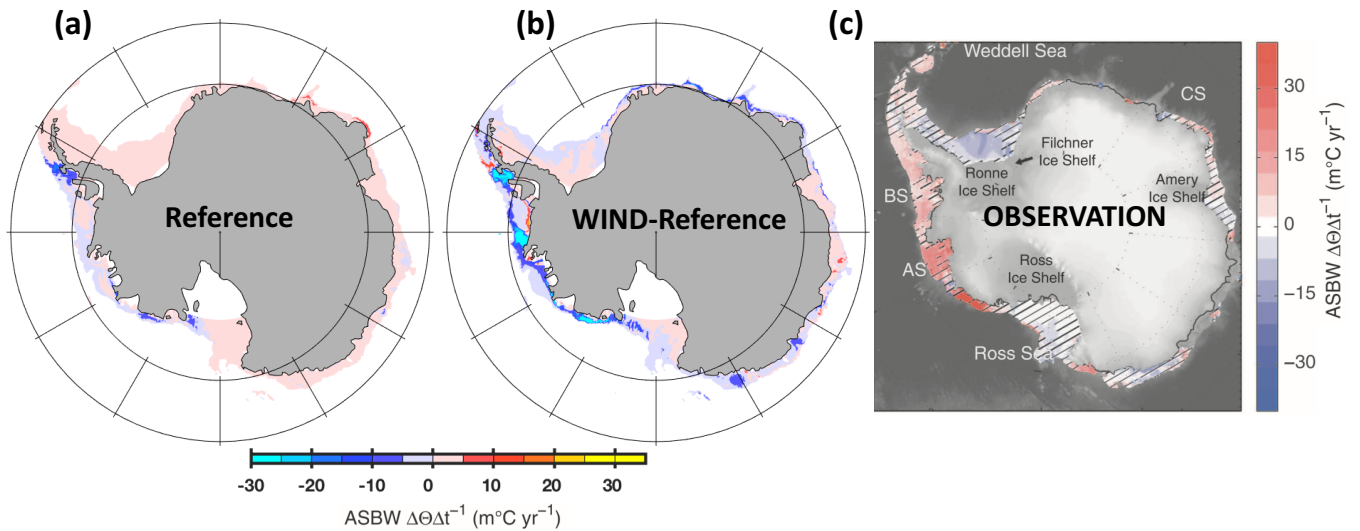 (a)
(b)
(c)
Reference
WIND-Reference
OBSERVATION
Weddell Sea
CS
Filchner
Ice Shelf
Ronne
Ice Shelf
Amery
Ice Shelf
BS
AS
Ross
Ice Shelf
Ross Sea
30
15
0
−15
−30
ASBW ΔΘΔt⁻¹ (m°C yr⁻¹)
-30 -20 -10 0 10 20 30
ASBW ΔΘΔt⁻¹ (m°C yr⁻¹)